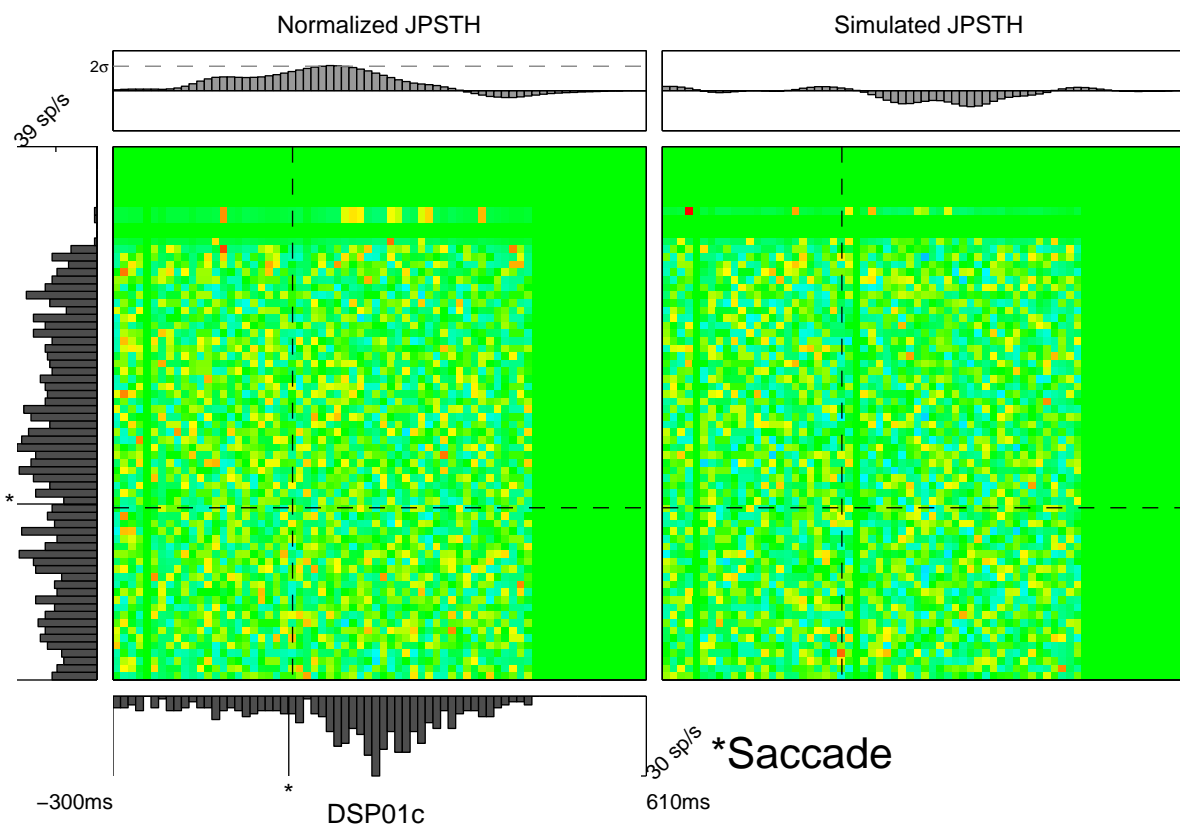 Normalized JPSTH
Simulated JPSTH
2σ
39 sp/s
*
30 sp/s
*Saccade
*
−300ms
610ms
DSP01c